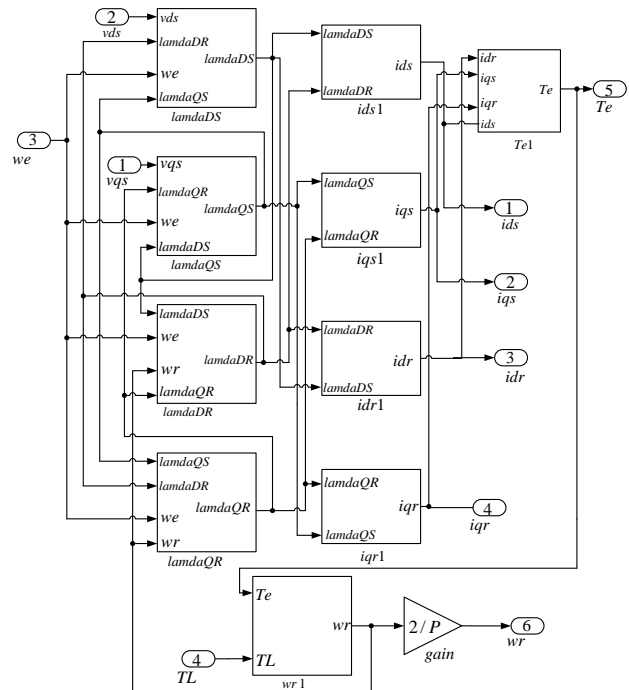 2
vds
vds
lamdaDR
we
lamdaQS
lamdaDS
lamdaDS
lamdaDS
lamdaDR
ids
ids1
idr
iqs
iqr
ids
Te
Te1
5
Te
3
we
1
vqs
vqs
lamdaQR
we
lamdaDS
lamdaQS
lamdaQS
lamdaQS
lamdaQR
iqs
iqs1
1
ids
2
iqs
lamdaDS
we
wr
lamdaQR
lamdaDR
lamdaDR
lamdaDR
lamdaDS
idr
idr1
3
idr
lamdaQS
lamdaDR
we
wr
lamdaQR
lamdaQR
lamdaQR
lamdaQS
iqr
iqr1
4
iqr
Te
TL
wr
wr1
4
TL
2/P
gain
6
wr